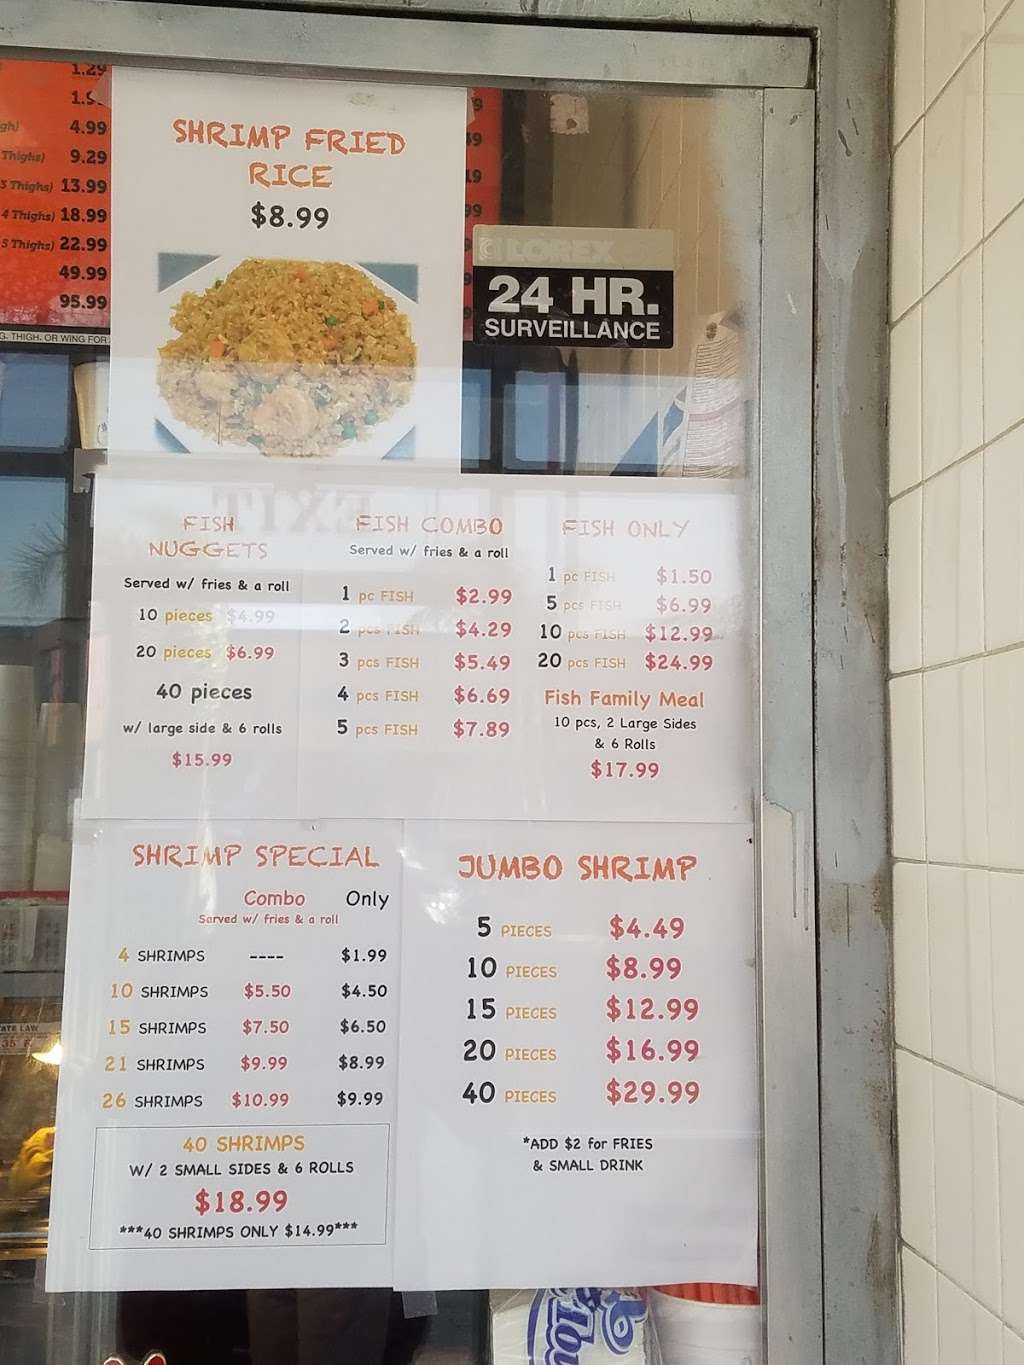 1.29
4.99
Thighs) 9.29
3 Thighs) 13.99
4 Thighs) 18.99
5 Thighs) 22.99
49.99
95.99
THIGH, OR WING FOR
SHRIMP FRIED
RICE
$8.99
LOREX
24 HR.
SURVEILLANCE
EXIT
FISH
NUGGETS
Served w/ fries & a roll
10 pieces $4.99
20 pieces $6.99
40 pieces
w/ large side & 6 rolls
$15.99
FISH COMBO
Served w/ fries & a roll
1 pc FISH $2.99
2 pcs FISH $4.29
3 pcs FISH $5.49
4 pcs FISH $6.69
5 pcs FISH $7.89
FISH ONLY
1 pc FISH $1.50
5 pcs FISH $6.99
10 pcs FISH $12.99
20 pcs FISH $24.99
Fish Family Meal
10 pcs, 2 Large Sides
& 6 Rolls
$17.99
SHRIMP SPECIAL
Combo Only
Served w/ fries & a roll
4 SHRIMPS ---- $1.99
10 SHRIMPS $5.50 $4.50
15 SHRIMPS $7.50 $6.50
21 SHRIMPS $9.99 $8.99
26 SHRIMPS $10.99 $9.99
40 SHRIMPS
W/ 2 SMALL SIDES & 6 ROLLS
$18.99
***40 SHRIMPS ONLY $14.99***
JUMBO SHRIMP
5 PIECES $4.49
10 PIECES $8.99
15 PIECES $12.99
20 PIECES $16.99
40 PIECES $29.99
*ADD $2 for FRIES
& SMALL DRINK
LAW